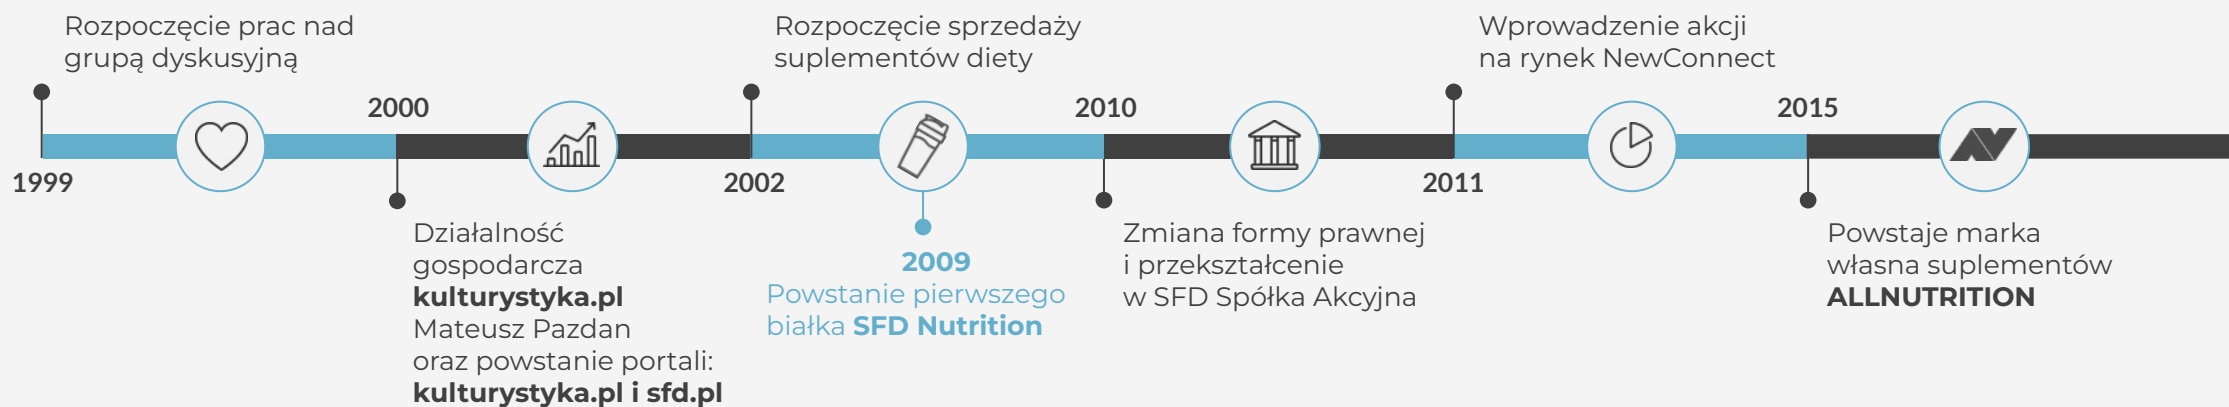 Rozpoczęcie prac nad
grupą dyskusyjną
1999
2000
Działalność
gospodarcza
kulturystyka.pl
Mateusz Pazdan
oraz powstanie portali:
kulturystyka.pl i sfd.pl
Rozpoczęcie sprzedaży
suplementów diety
2002
2009
Powstanie pierwszego
białka SFD Nutrition
2010
Zmiana formy prawnej
i przekształcenie
w SFD Spółka Akcyjna
Wprowadzenie akcji
na rynek NewConnect
2011
2015
Powstaje marka
własna suplementów
ALLNUTRITION